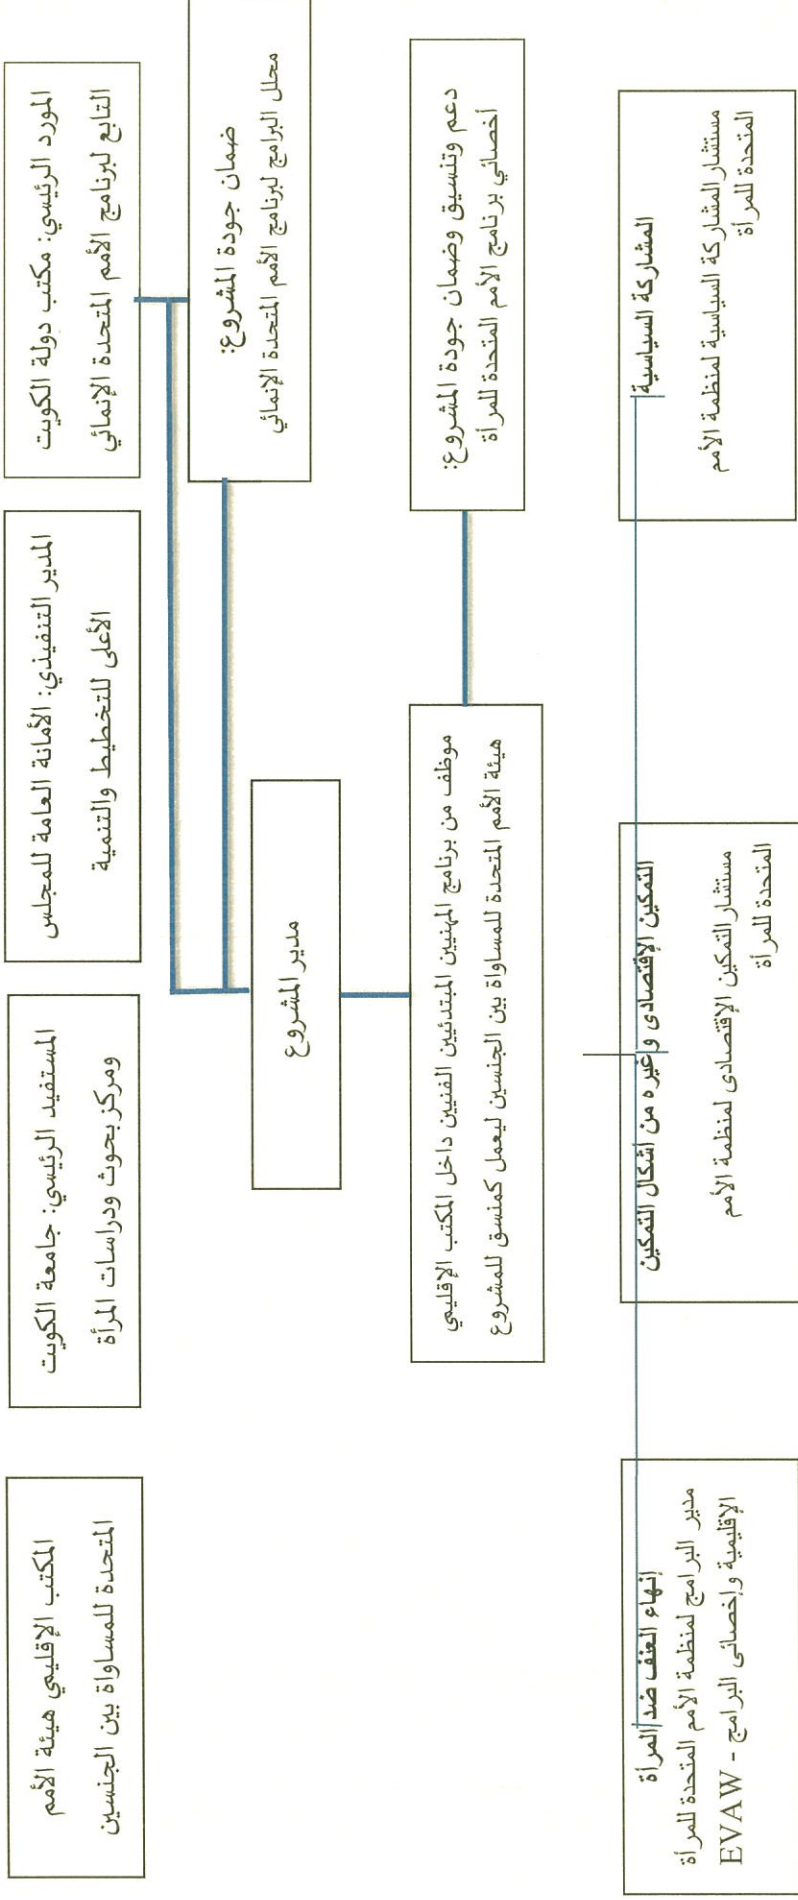 المورد الرئيسي: مكتب دولة الكويت
التابع لبرنامج الأمم المتحدة الإنمائي
المدير التنفيذي: الأمانة العامة للمجلس
الأعلى للتخطيط والتنمية
المستفيد الرئيسي: جامعة الكويت
ومركز بحوث ودراسات المرأة
المكتب الإقليمي هيئة الأمم
المتحدة للمساواة بين الجنسين
ضمان جودة المشروع:
محلل البرامج لبرنامج الأمم المتحدة الإنمائي
مدير المشروع
دعم وتنسيق وضمان جودة المشروع:
أخصائي برنامج الأمم المتحدة للمرأة
موظف من برنامج المهنيين المبتدئيين الفنيين داخل المكتب الإقليمي
هيئة الأمم المتحدة للمساواة بين الجنسين ليعمل كمنسق للمشروع
المشاركة السياسية
مستشار المشاركة السياسية لمنظمة الأمم
المتحدة للمرأة
التمكين الإقتصادى وغيره من أشكال التمكين
مستشار التمكين الإقتصادى لمنظمة الأمم
المتحدة للمرأة
إنهاء العنف ضد المرأة
مدير البرامج لمنظمة الأمم المتحدة للمرأة
الإقليمية وإخصائى البرامج - EVAW